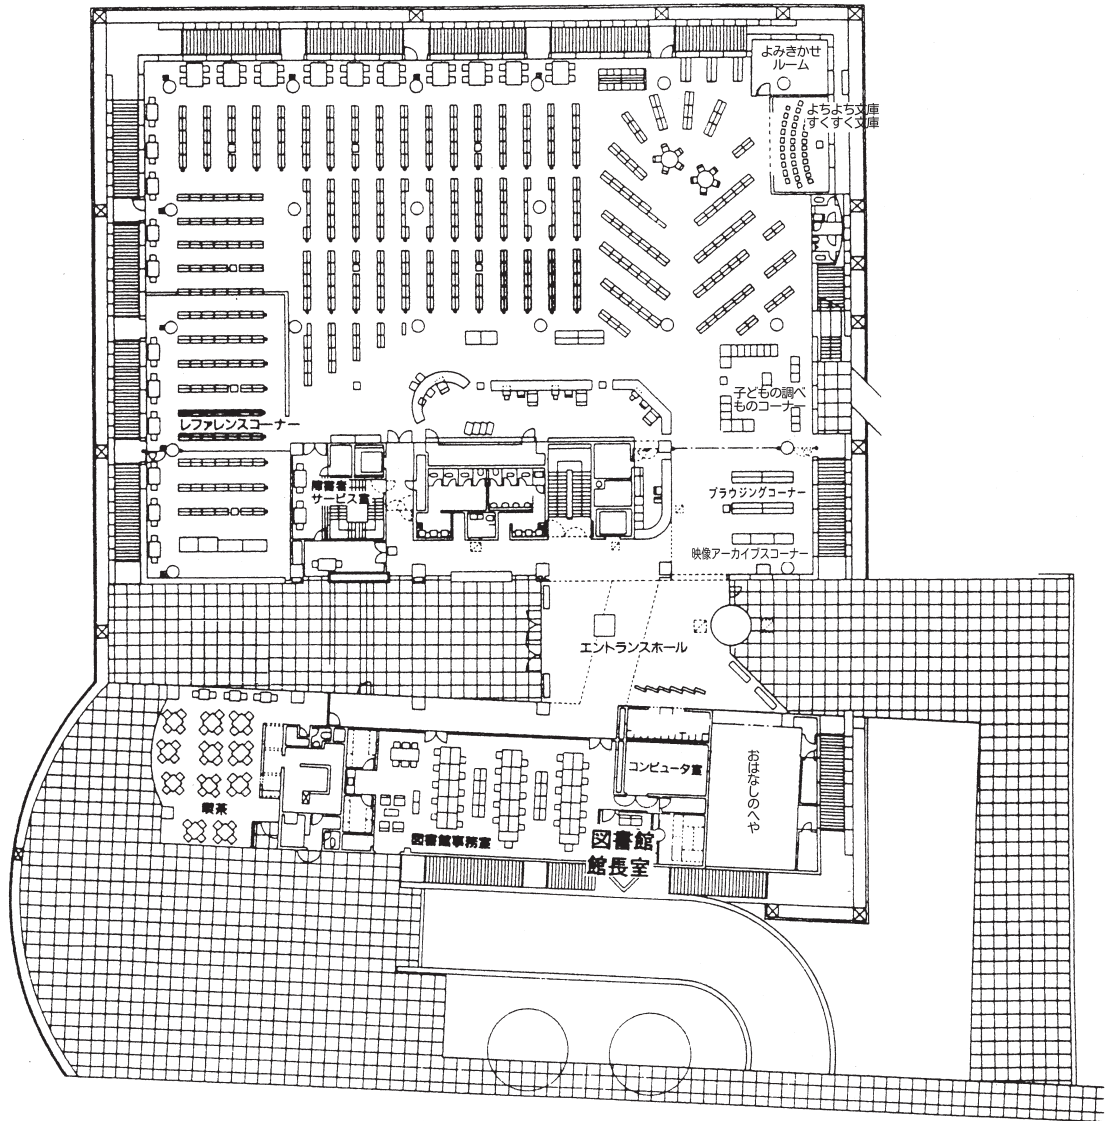 よみきかせ
ルーム
よちよち文庫
すくすく文庫
子どもの調べ
ものコーナー
レファレンスコーナー
障害者
サービス室
ブラウジングコーナー
映像アーカイブスコーナー
エントランスホール
コンピュータ室
おはなしのへや
喫茶
図書館事務室
図書館
館長室